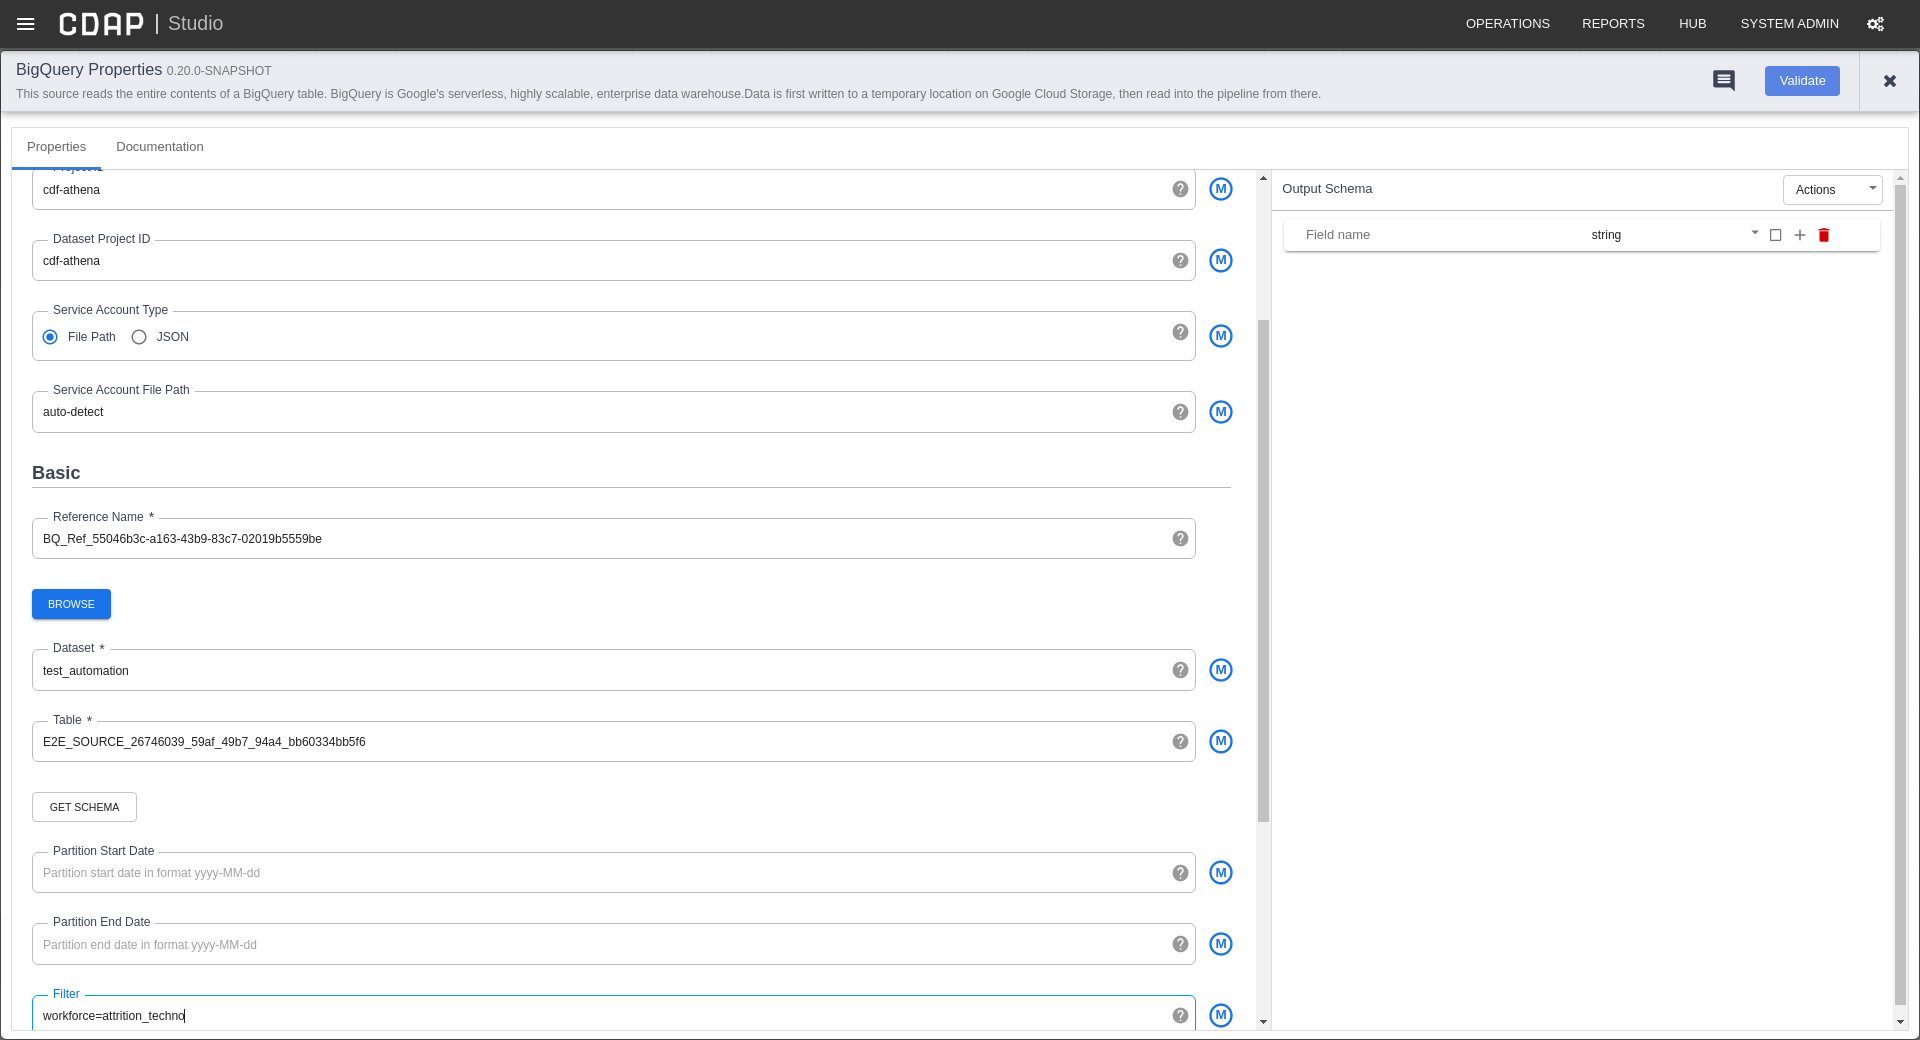 CDAP | Studio
OPERATIONS REPORTS HUB SYSTEM ADMIN
BigQuery Properties 0.20.0-SNAPSHOT
This source reads the entire contents of a BigQuery table. BigQuery is Google's serverless, highly scalable, enterprise data warehouse.Data is first written to a temporary location on Google Cloud Storage, then read into the pipeline from there.
Validate
Properties Documentation
Project ID
cdf-athena
M
Dataset Project ID
cdf-athena
M
Service Account Type
File Path JSON
M
Service Account File Path
auto-detect
M
Basic
Reference Name *
BQ_Ref_55046b3c-a163-43b9-83c7-02019b5559be
BROWSE
Dataset *
test_automation
M
Table *
E2E_SOURCE_26746039_59af_49b7_94a4_bb60334bb5f6
M
GET SCHEMA
Partition Start Date
Partition start date in format yyyy-MM-dd
M
Partition End Date
Partition end date in format yyyy-MM-dd
M
Filter
workforce=attrition_techno
M
Output Schema
Actions
Field name string